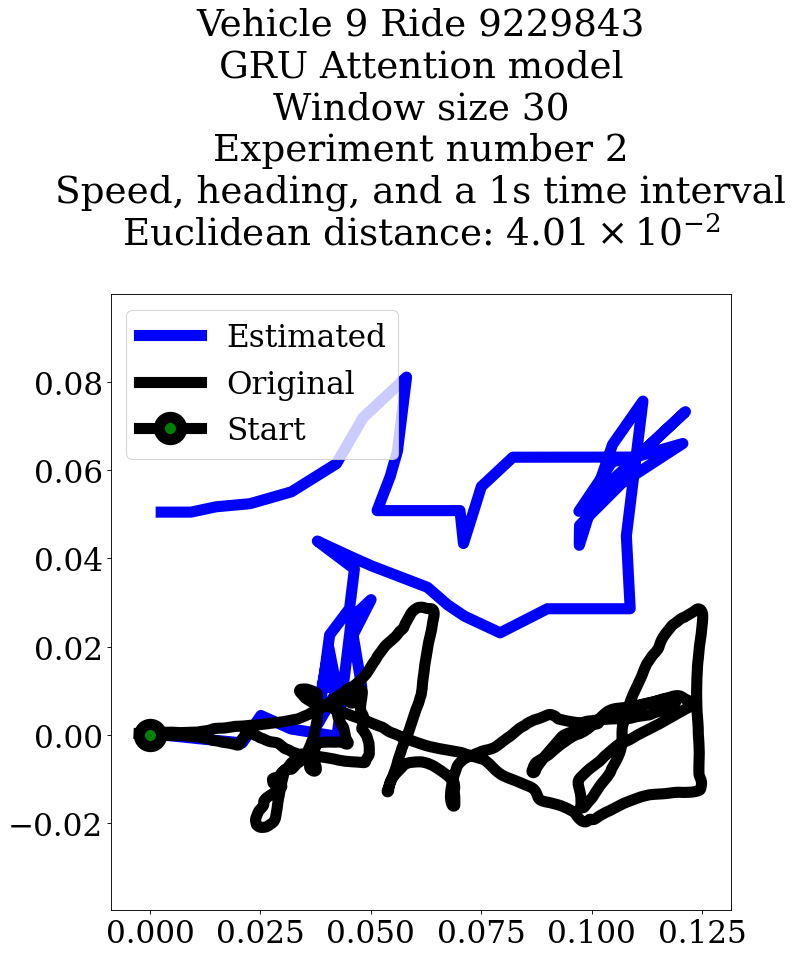 Vehicle 9 Ride 9229843
GRU Attention model
Window size 30
Experiment number 2
Speed, heading, and a 1s time interval
Euclidean distance: 4.01 × 10⁻²
Estimated
Original
Start
0.08
0.06
0.04
0.02
0.00
−0.02
0.000 0.025 0.050 0.075 0.100 0.125